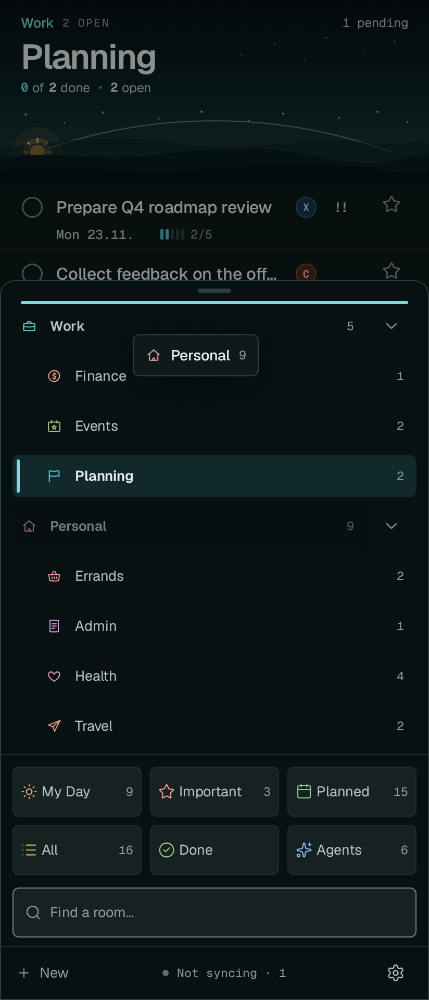 Work 2 OPEN 1 pending
Planning
0 of 2 done • 2 open
Prepare Q4 roadmap review X !!
Mon 23.11. 2/5
Collect feedback on the off… C
Work 5
Personal 9
Finance 1
Events 2
Planning 2
Personal 9
Errands 2
Admin 1
Health 4
Travel 2
My Day 9 Important 3 Planned 15
All 16 Done Agents 6
Find a room…
+ New Not syncing · 1